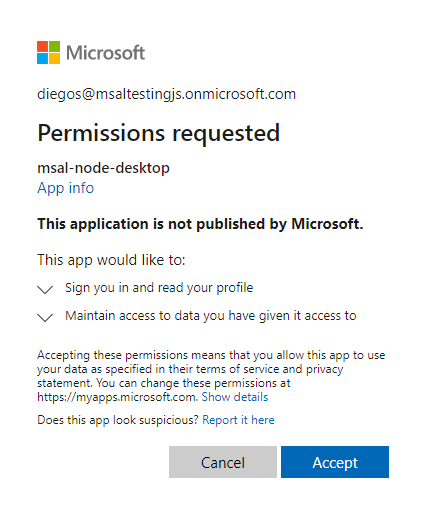 Microsoft
diegos@msaltestingjs.onmicrosoft.com
Permissions requested
msal-node-desktop
App info
This application is not published by Microsoft.
This app would like to:
Sign you in and read your profile
Maintain access to data you have given it access to
Accepting these permissions means that you allow this app to use
your data as specified in their terms of service and privacy
statement. You can change these permissions at
https://myapps.microsoft.com. Show details
Does this app look suspicious? Report it here
Cancel
Accept